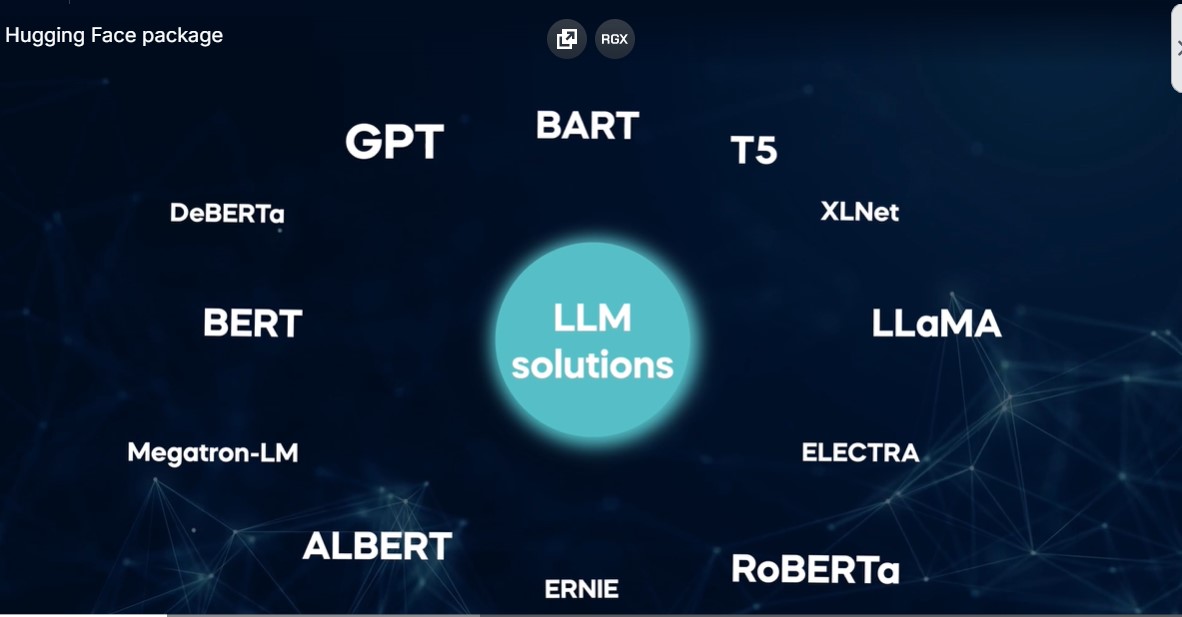 Hugging Face package
RGX
GPT
BART
T5
DeBERTa
XLNet
BERT
LLM
solutions
LLaMA
Megatron-LM
ELECTRA
ALBERT
RoBERTa
ERNIE